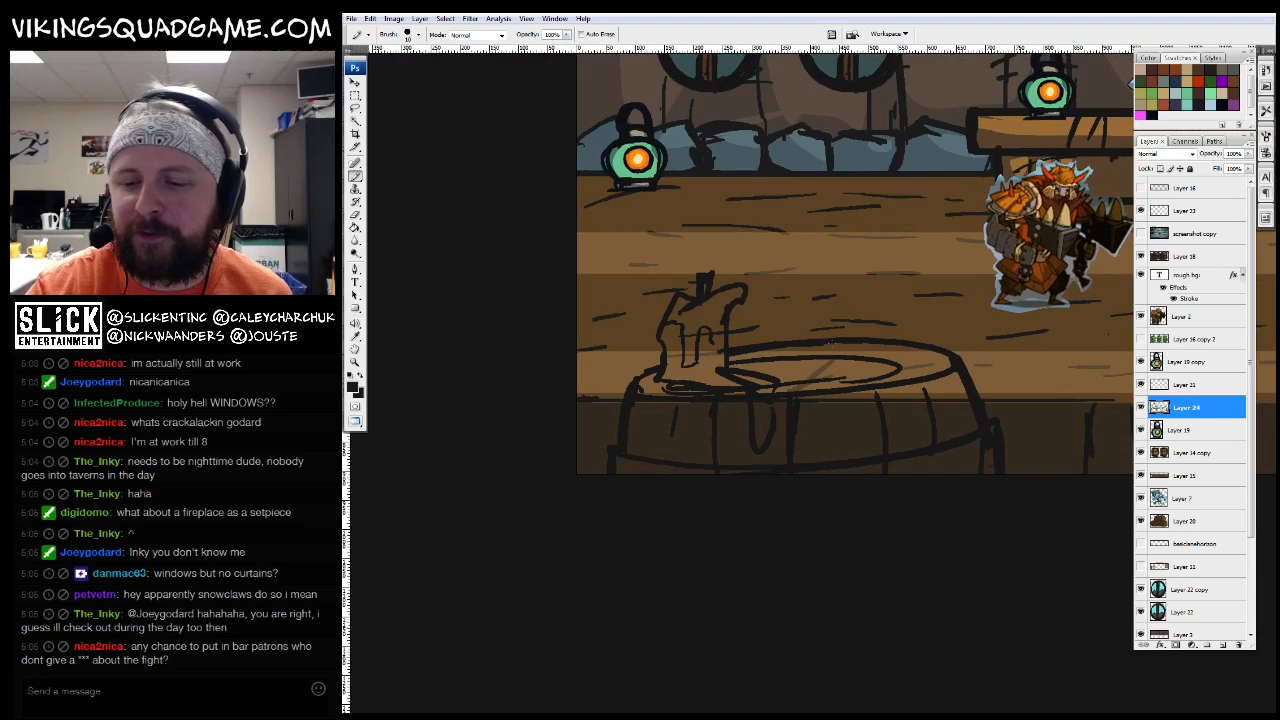 VIKINGSQUADGAME.COM
File Edit Image Layer Select Filter Analysis View Window Help
Brush: 10 Mode: Normal Opacity: 100% Auto Erase Workspace
Ps
Color Swatches Styles
Layers Channels Paths
Normal Opacity: 100%
Lock: Fill: 100%
Layer 16
Layer 23
screenshot copy
Layer 18
T rough bg: fx
Effects
Stroke
Layer 2
Layer 16 copy 2
Layer 19 copy
Layer 21
Layer 24
Layer 19
Layer 14 copy
Layer 15
Layer 7
Layer 20
Layer 11
Layer 22 copy
Layer 22
Layer 3
SLiCK
ENTERTAINMENT
@SLICKENTINC @CALEYCHARCHUK
@NICKWAANDERS @JOUSTE
5:03 nica2nica: im actually still at work
5:03 Joeygodard: nicanicanica
5:04 InfectedProduce: holy hell WINDOWS??
5:04 nica2nica: whats crackalackin godard
5:04 nica2nica: I'm at work till 8
5:04 The_Inky: needs to be nighttime dude, nobody
goes into taverns in the day
5:05 The_Inky: haha
5:05 digidomo: what about a fireplace as a setpiece
5:05 The_Inky: ^
5:05 Joeygodard: Inky you don't know me
5:05 danmac63: windows but no curtains?
5:05 petvetm: hey apparently snowclaws do so i mean
5:05 The_Inky: @Joeygodard hahahaha, you are right, i
guess ill check out during the day too then
5:05 nica2nica: any chance to put in bar patrons who
dont give a *** about the fight?
Send a message